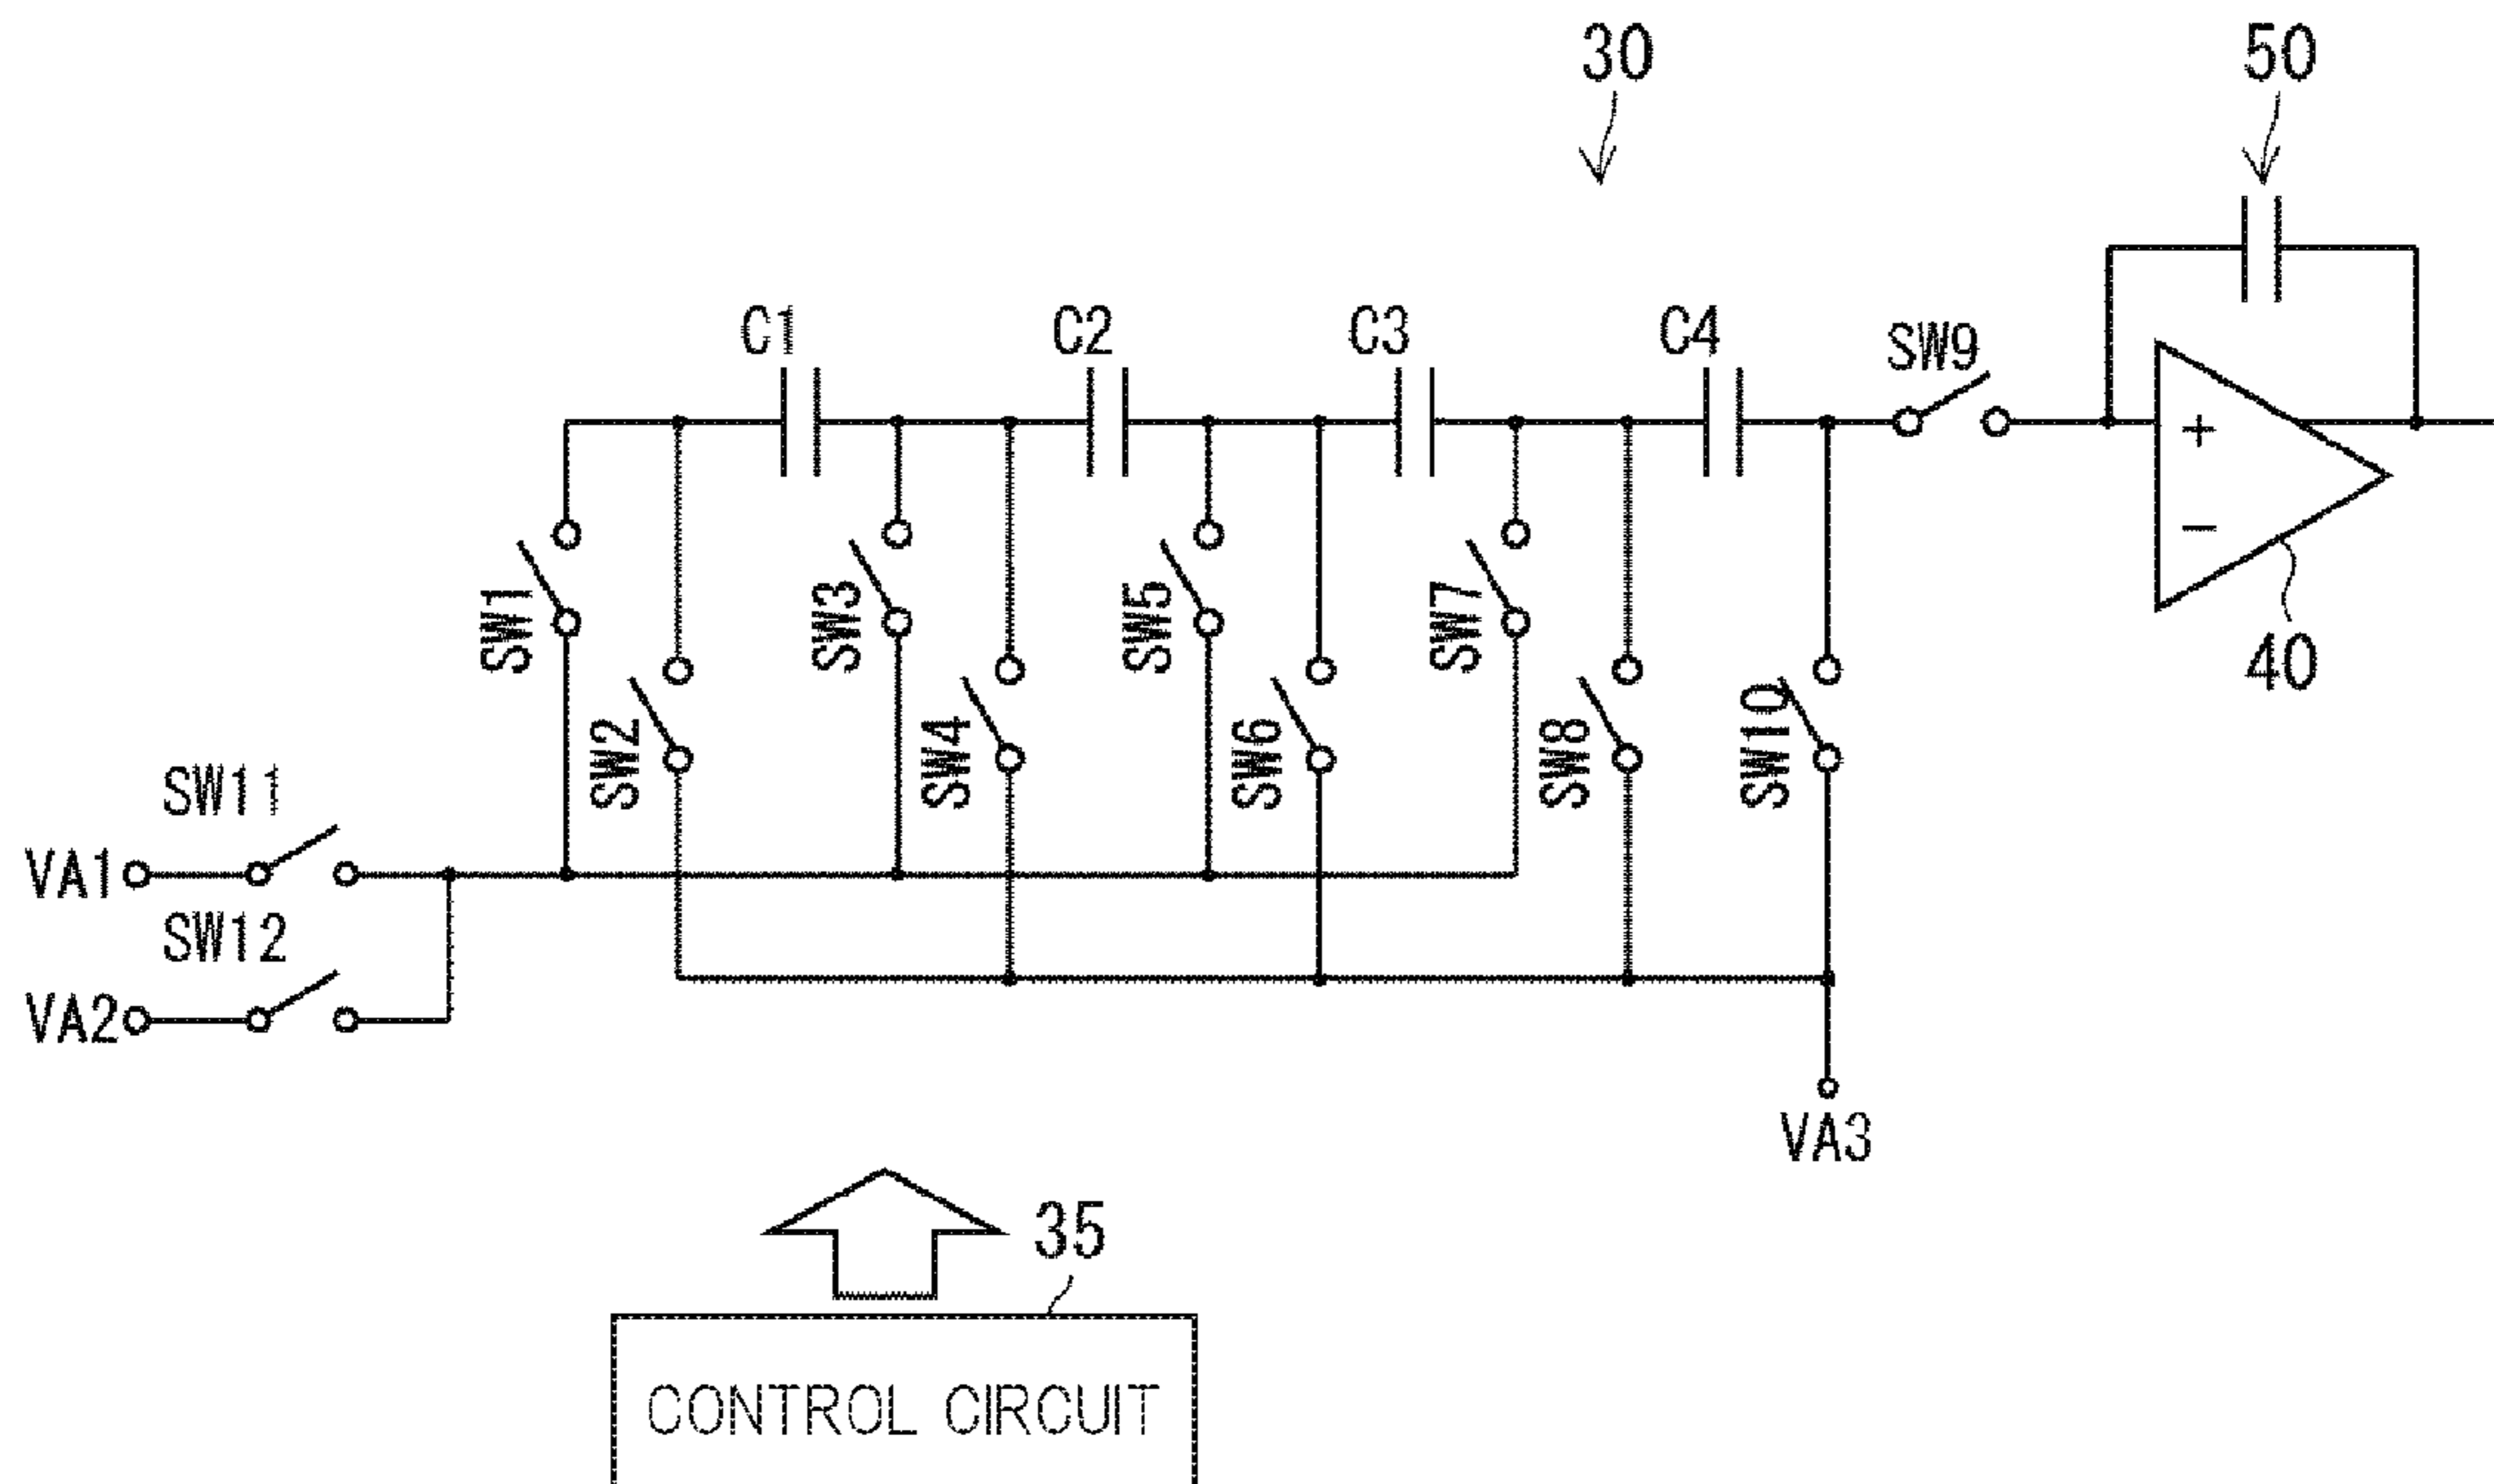 30
50
C1
C2
C3
C4
SW9
+
−
40
SW1
SW3
SW5
SW7
SW2
SW4
SW6
SW8
SW10
SW11
VA1
SW12
VA2
VA3
35
CONTROL CIRCUIT